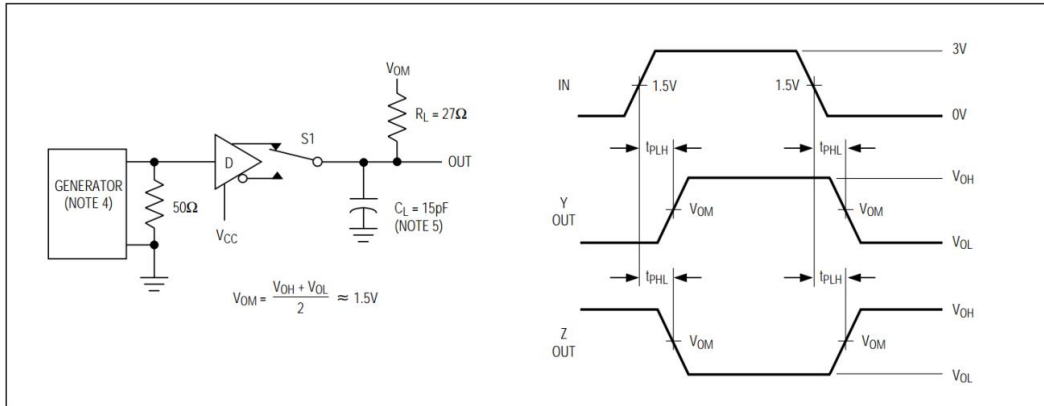 V_OM
R_L = 27Ω
S1
D
OUT
GENERATOR
(NOTE 4)
50Ω
V_CC
C_L = 15pF
(NOTE 5)
V_OM = (V_OH + V_OL) / 2 ≈ 1.5V
3V
IN
1.5V
1.5V
0V
t_PLH
t_PHL
V_OH
Y
OUT
V_OM
V_OM
V_OL
t_PHL
t_PLH
V_OH
Z
OUT
V_OM
V_OM
V_OL